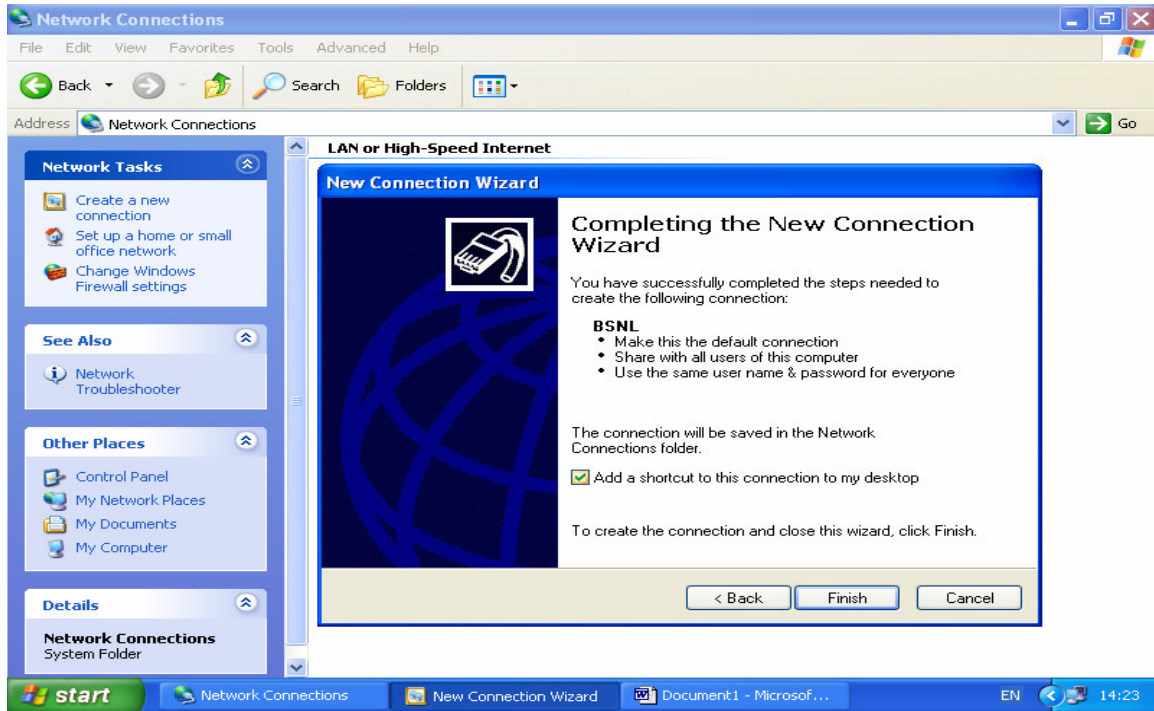 Network Connections
File Edit View Favorites Tools Advanced Help
Back Search Folders
Address Network Connections Go
Network Tasks
Create a new
connection
Set up a home or small
office network
Change Windows
Firewall settings
See Also
Network
Troubleshooter
Other Places
Control Panel
My Network Places
My Documents
My Computer
Details
Network Connections
System Folder
LAN or High-Speed Internet
New Connection Wizard
Completing the New Connection
Wizard
You have successfully completed the steps needed to
create the following connection:
BSNL
• Make this the default connection
• Share with all users of this computer
• Use the same user name & password for everyone
The connection will be saved in the Network
Connections folder.
Add a shortcut to this connection to my desktop
To create the connection and close this wizard, click Finish.
< Back Finish Cancel
start Network Connections New Connection Wizard Document1 - Microsof... EN 14:23